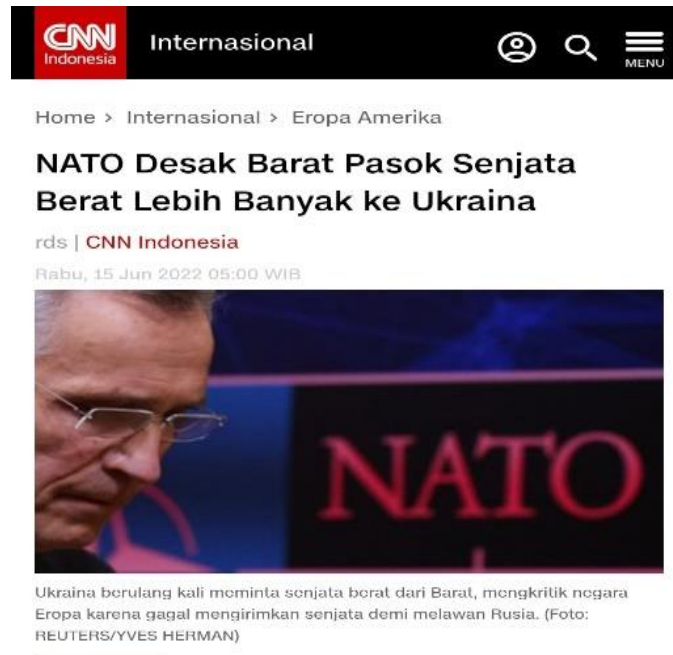 CNN
Indonesia
Internasional
MENU
Home > Internasional > Eropa Amerika
NATO Desak Barat Pasok Senjata
Berat Lebih Banyak ke Ukraina
rds | CNN Indonesia
Rabu, 15 Jun 2022 05:00 WIB
NATO
Ukraina berulang kali meminta senjata berat dari Barat, mengkritik negara
Eropa karena gagal mengirimkan senjata demi melawan Rusia. (Foto:
REUTERS/YVES HERMAN)